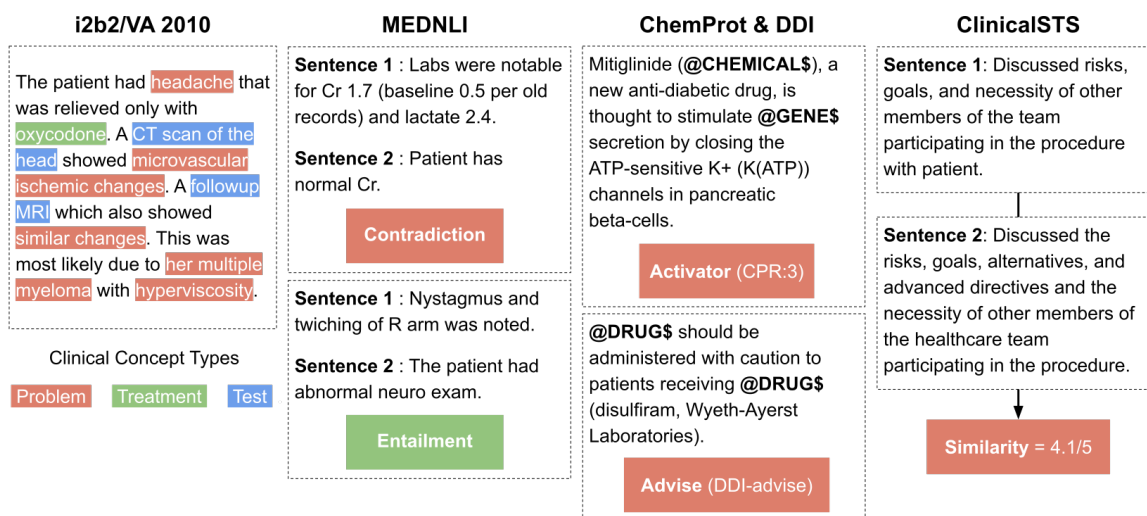 i2b2/VA 2010
The patient had headache that
was relieved only with
oxycodone. A CT scan of the
head showed microvascular
ischemic changes. A followup
MRI which also showed
similar changes. This was
most likely due to her multiple
myeloma with hyperviscosity.
Clinical Concept Types
Problem
Treatment
Test
MEDNLI
Sentence 1 : Labs were notable
for Cr 1.7 (baseline 0.5 per old
records) and lactate 2.4.
Sentence 2 : Patient has
normal Cr.
Contradiction
Sentence 1 : Nystagmus and
twiching of R arm was noted.
Sentence 2 : The patient had
abnormal neuro exam.
Entailment
ChemProt & DDI
Mitiglinide (@CHEMICAL$), a
new anti-diabetic drug, is
thought to stimulate @GENE$
secretion by closing the
ATP-sensitive K+ (K(ATP))
channels in pancreatic
beta-cells.
Activator (CPR:3)
@DRUG$ should be
administered with caution to
patients receiving @DRUG$
(disulfiram, Wyeth-Ayerst
Laboratories).
Advise (DDI-advise)
ClinicalSTS
Sentence 1: Discussed risks,
goals, and necessity of other
members of the team
participating in the procedure
with patient.
Sentence 2: Discussed the
risks, goals, alternatives, and
advanced directives and the
necessity of other members of
the healthcare team
participating in the procedure.
Similarity = 4.1/5